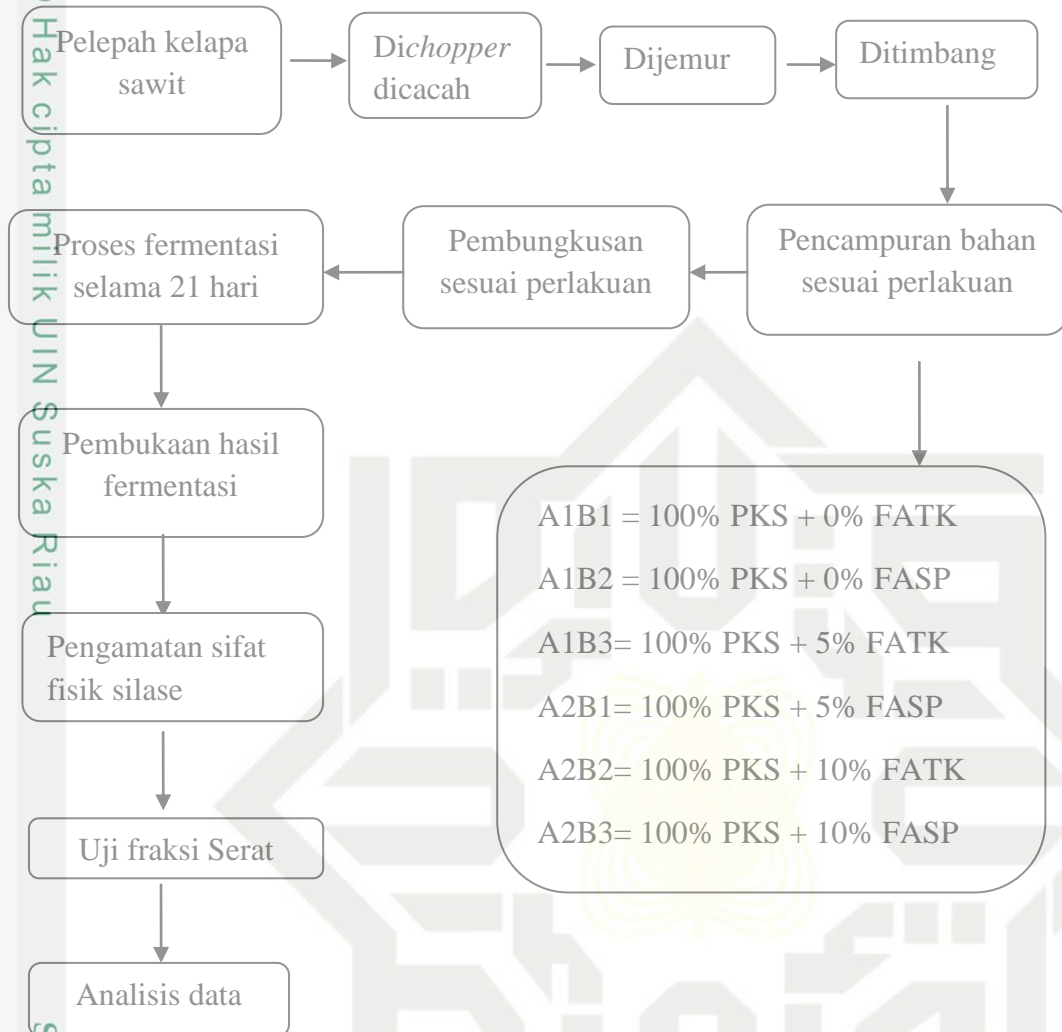 © Hak cipta milik UIN Suska Riau
Pelepah kelapa
sawit
Dichopper
dicacah
Dijemur
Ditimbang
Pencampuran bahan
sesuai perlakuan
Pembungkusan
sesuai perlakuan
Proses fermentasi
selama 21 hari
Pembukaan hasil
fermentasi
Pengamatan sifat
fisik silase
Uji fraksi Serat
Analisis data
A1B1 = 100% PKS + 0% FATK
A1B2 = 100% PKS + 0% FASP
A1B3= 100% PKS + 5% FATK
A2B1= 100% PKS + 5% FASP
A2B2= 100% PKS + 10% FATK
A2B3= 100% PKS + 10% FASP